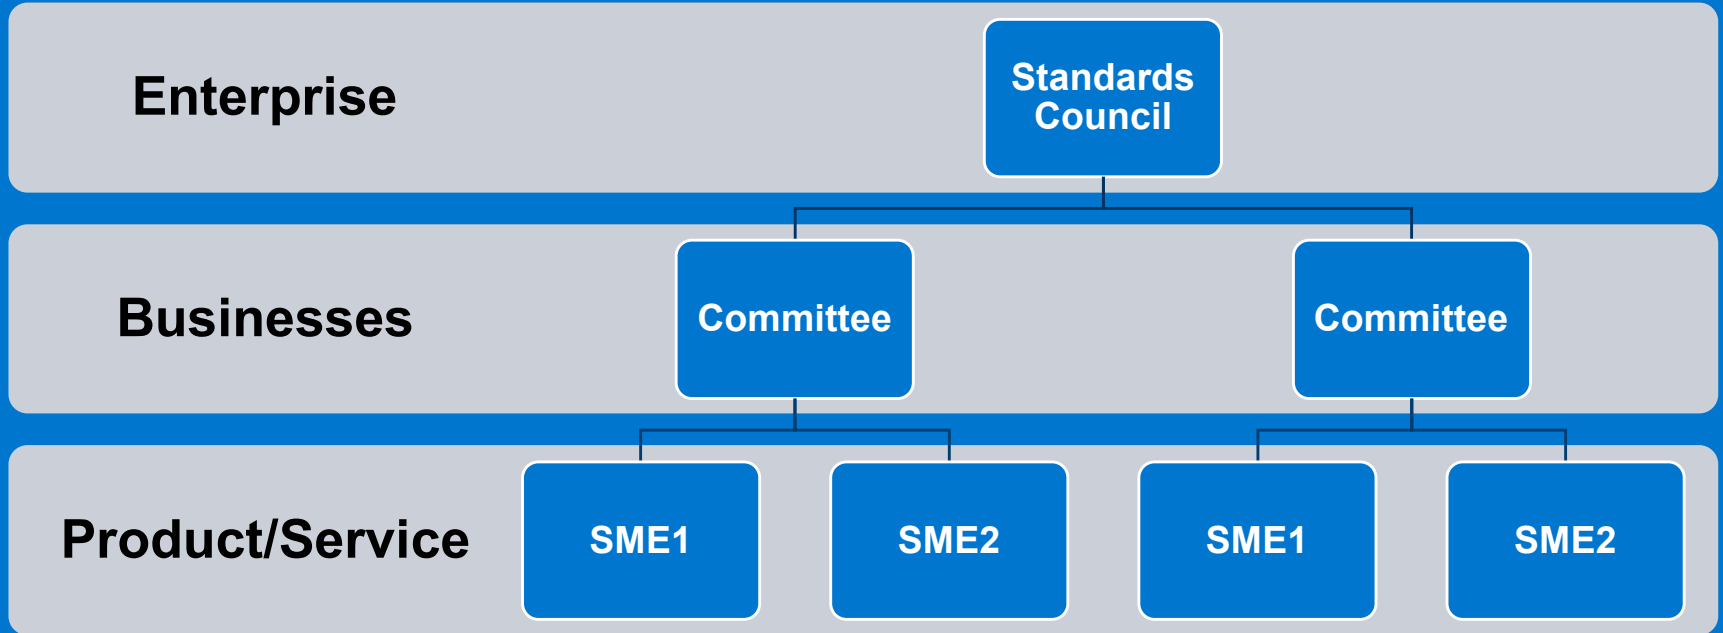 Enterprise
Standards
Council
Businesses
Committee
Committee
Product/Service
SME1
SME2
SME1
SME2